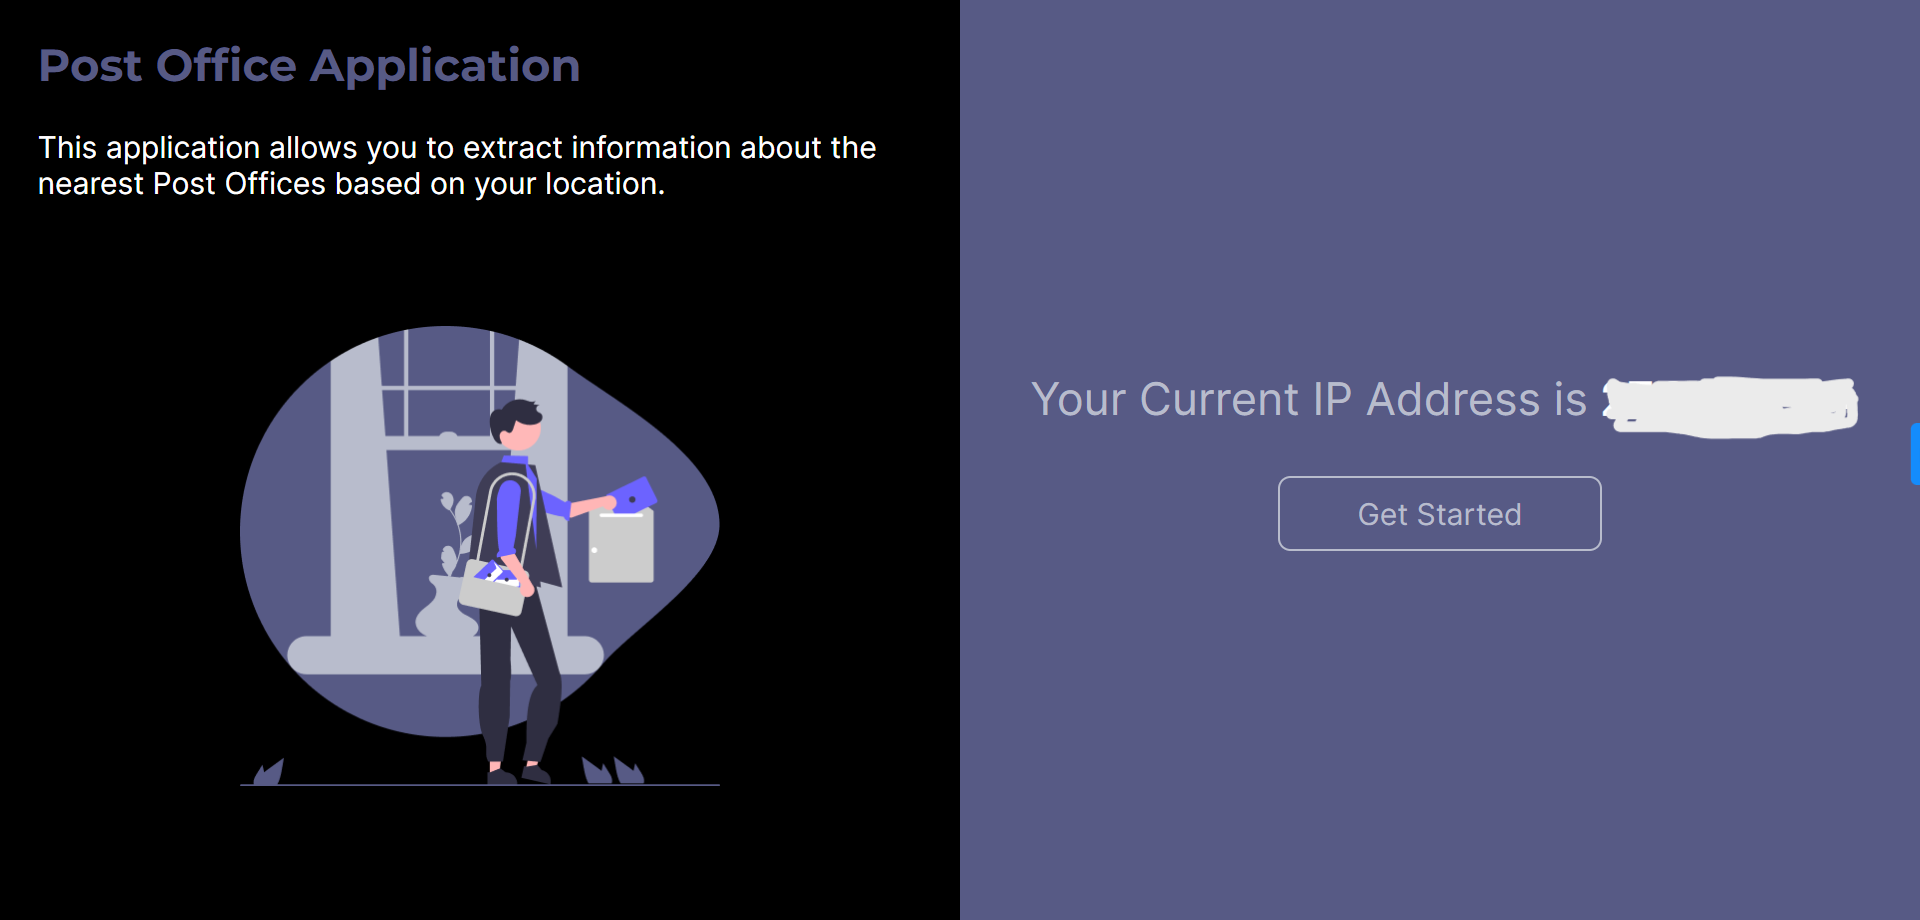 Post Office Application
This application allows you to extract information about the
nearest Post Offices based on your location.
Your Current IP Address is
Get Started